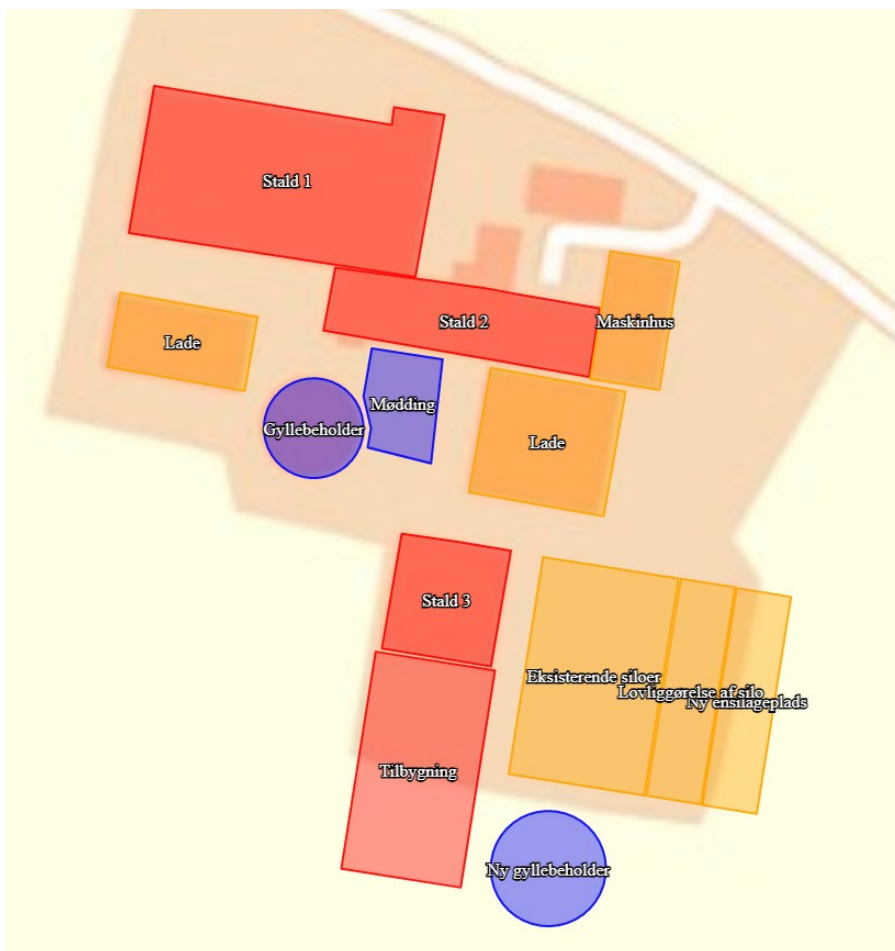 Stald 1
Stald 2
Maskinhus
Lade
Mødding
Gyllebeholder
Lade
Stald 3
Eksisterende siloer
Lovliggørelse af silo
Ny ensilageplads
Tilbygning
Ny gyllebeholder